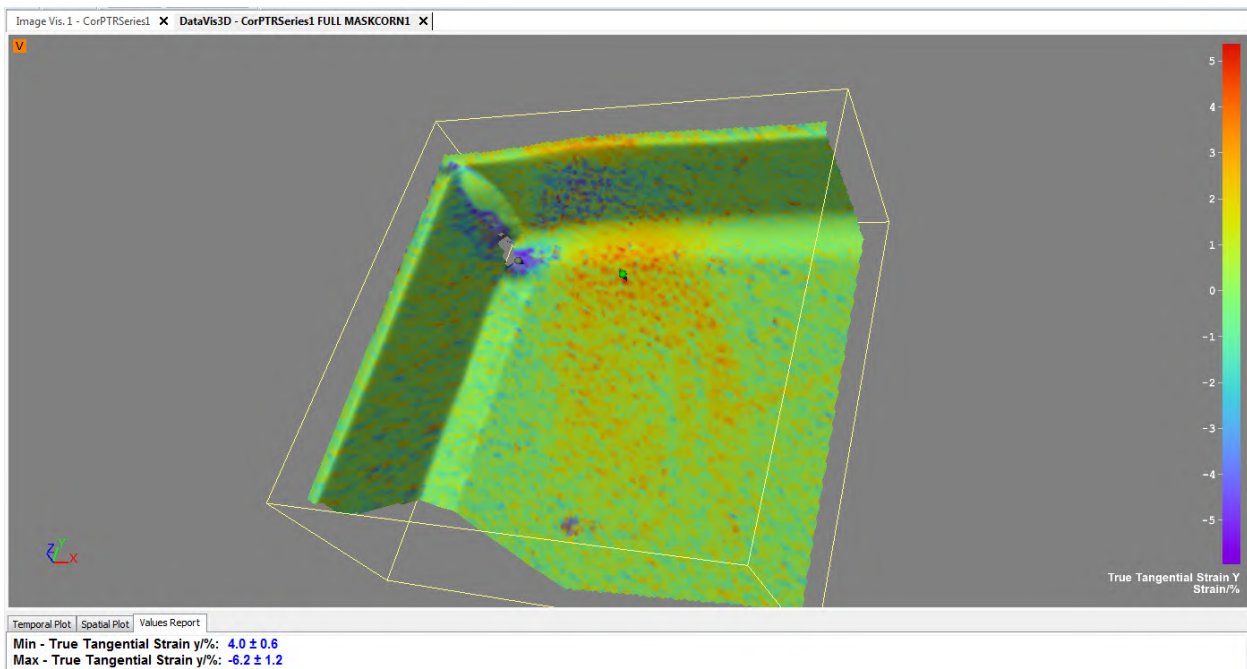 Image Vis. 1 - CorPTRSeries1 X DataVis3D - CorPTRSeries1 FULL MASKCORN1 X
V
5
4
3
2
1
0
-1
-2
-3
-4
-5
True Tangential Strain Y
Strain/%
Z Y X
Temporal Plot Spatial Plot Values Report
Min - True Tangential Strain y/%: 4.0 ± 0.6
Max - True Tangential Strain y/%: -6.2 ± 1.2